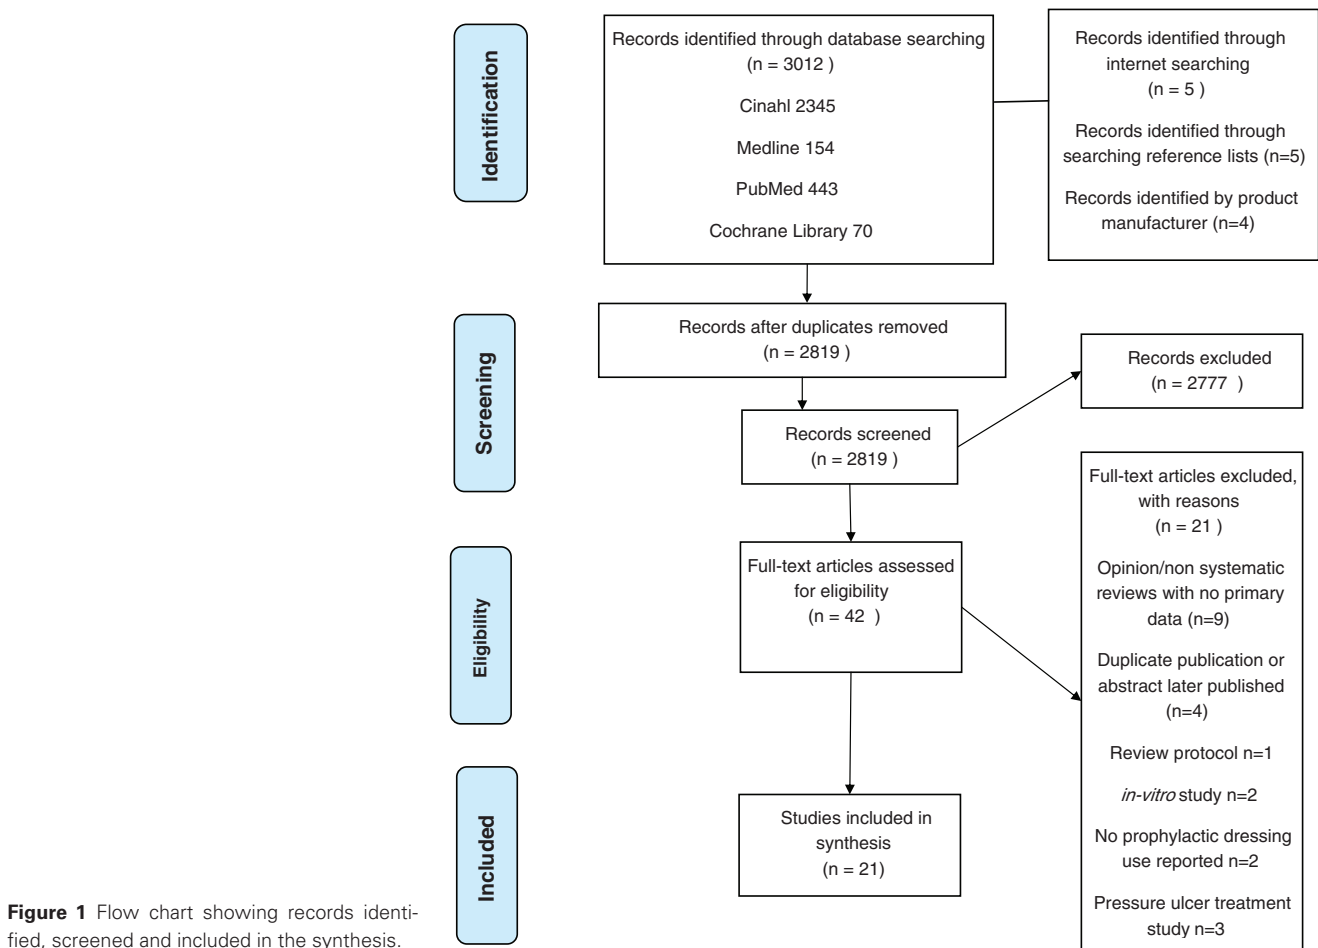 Identification
Records identified through database searching
(n = 3012 )
Cinahl 2345
Medline 154
PubMed 443
Cochrane Library 70
Records identified through
internet searching
(n = 5 )
Records identified through
searching reference lists (n=5)
Records identified by product
manufacturer (n=4)
Screening
Records after duplicates removed
(n = 2819 )
Records screened
(n = 2819 )
Records excluded
(n = 2777 )
Eligibility
Full-text articles assessed
for eligibility
(n = 42 )
Full-text articles excluded,
with reasons
(n = 21 )
Opinion/non systematic
reviews with no primary
data (n=9)
Duplicate publication or
abstract later published
(n=4)
Review protocol n=1
in-vitro study n=2
No prophylactic dressing
use reported n=2
Pressure ulcer treatment
study n=3
Included
Studies included in
synthesis
(n = 21)
Figure 1 Flow chart showing records identi-
fied, screened and included in the synthesis.